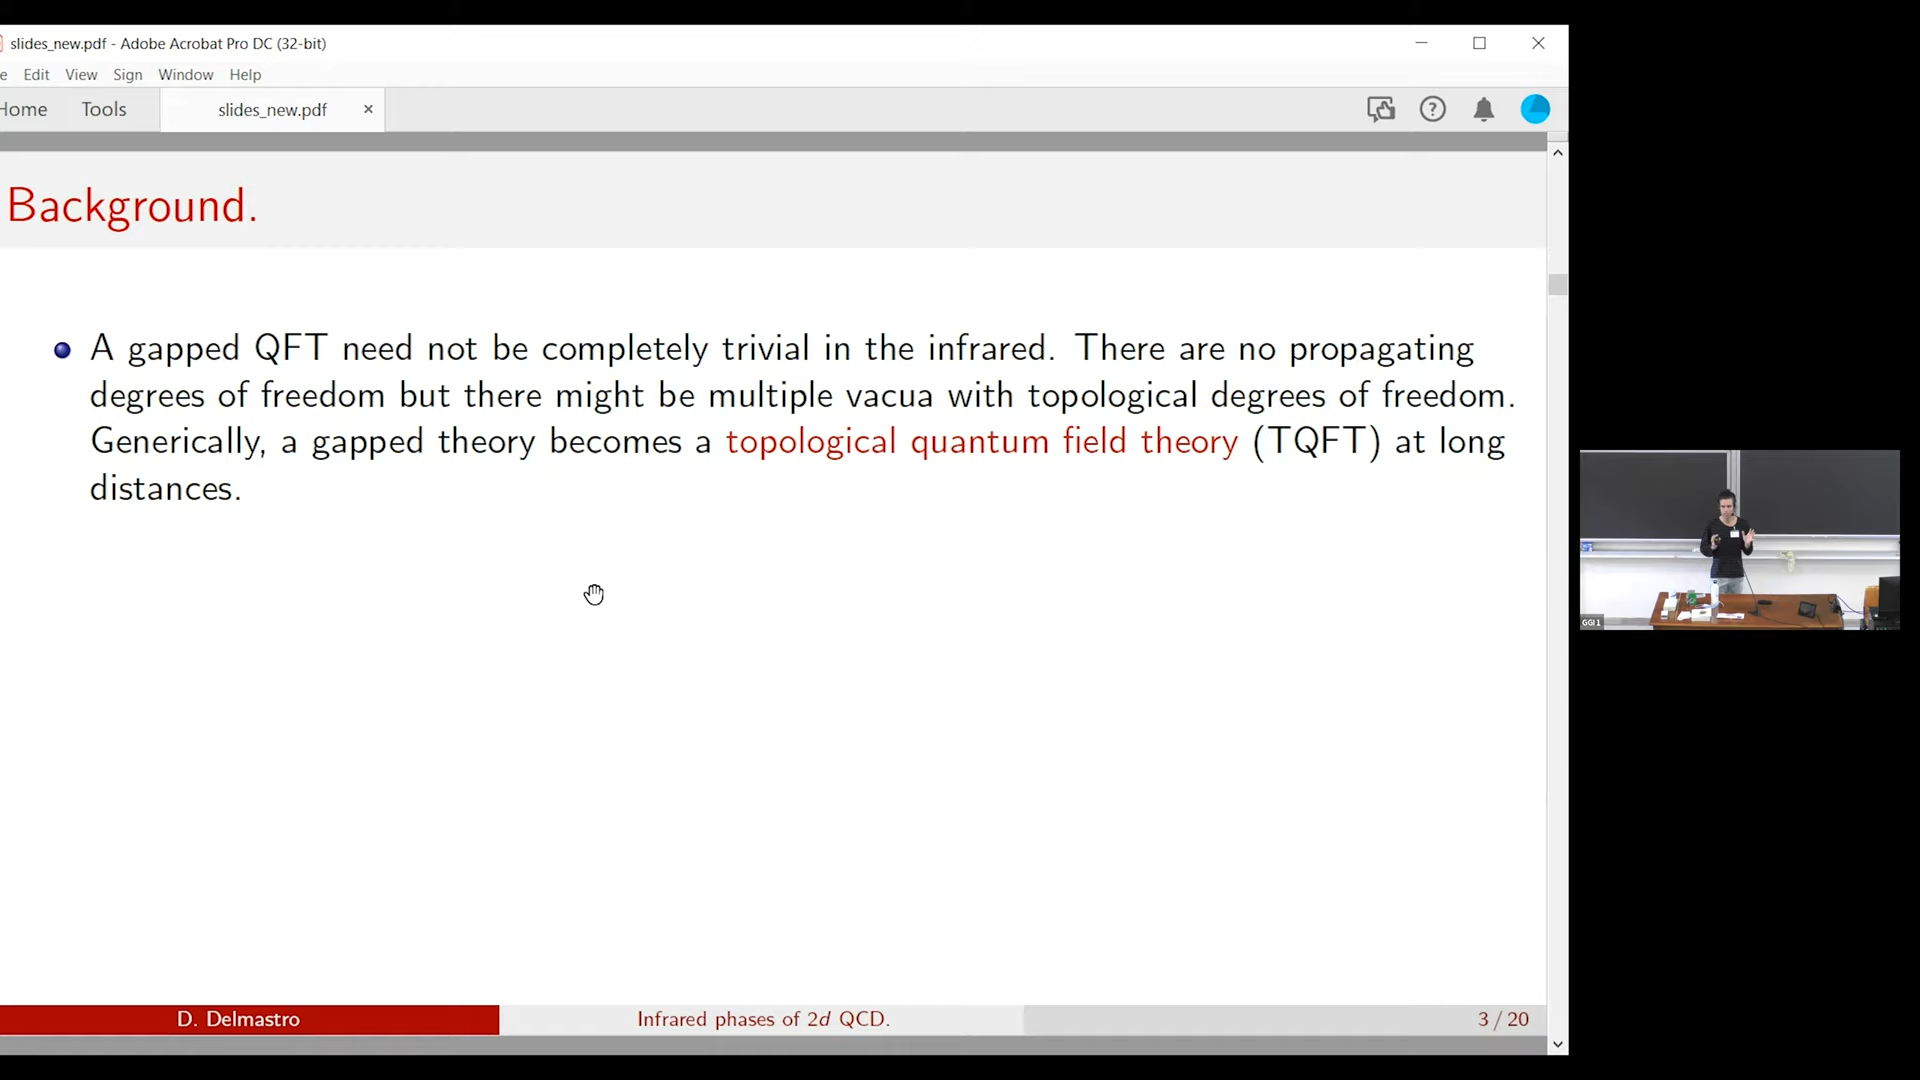 slides_new.pdf - Adobe Acrobat Pro DC (32-bit)
e Edit View Sign Window Help
Home Tools slides_new.pdf
Background.
A gapped QFT need not be completely trivial in the infrared. There are no propagating
degrees of freedom but there might be multiple vacua with topological degrees of freedom.
Generically, a gapped theory becomes a topological quantum field theory (TQFT) at long
distances.
GGI 1
D. Delmastro Infrared phases of 2d QCD. 3 / 20